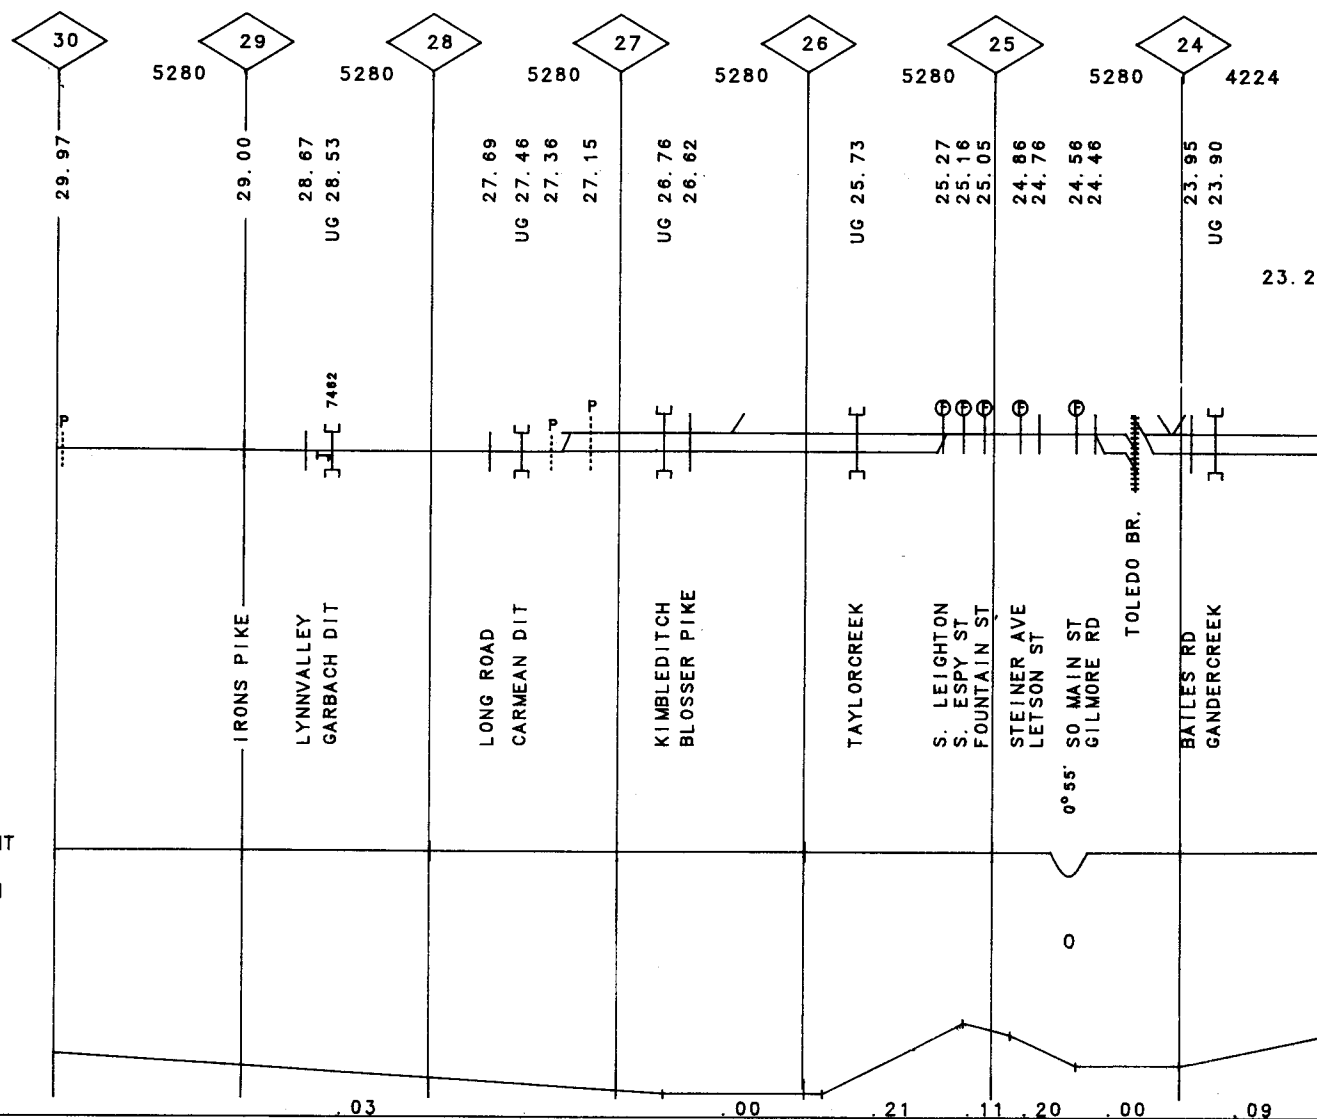 30 29 28 27 26 25 24
5280 5280 5280 5280 5280 5280 4224
29.97
29.00
28.67
UG 28.53
27.69
UG 27.46
27.36
27.15
UG 26.76
26.62
UG 25.73
25.27
25.16
25.05
24.86
24.76
24.56
24.46
23.95
UG 23.90
23.2
7462
P
P
P
F F F F F
IRONS PIKE
LYNNVALLEY
GARBACH DIT
LONG ROAD
CARMEAN DIT
KIMBLEDITCH
BLOSSER PIKE
TAYLORCREEK
S. LEIGHTON
S. ESPY ST
FOUNTAIN ST
STEINER AVE
LETSON ST
SO MAIN ST
GILMORE RD
TOLEDO BR.
BAILES RD
GANDERCREEK
0°55'
0
.03 .00 .21 .11 .20 .00 .09